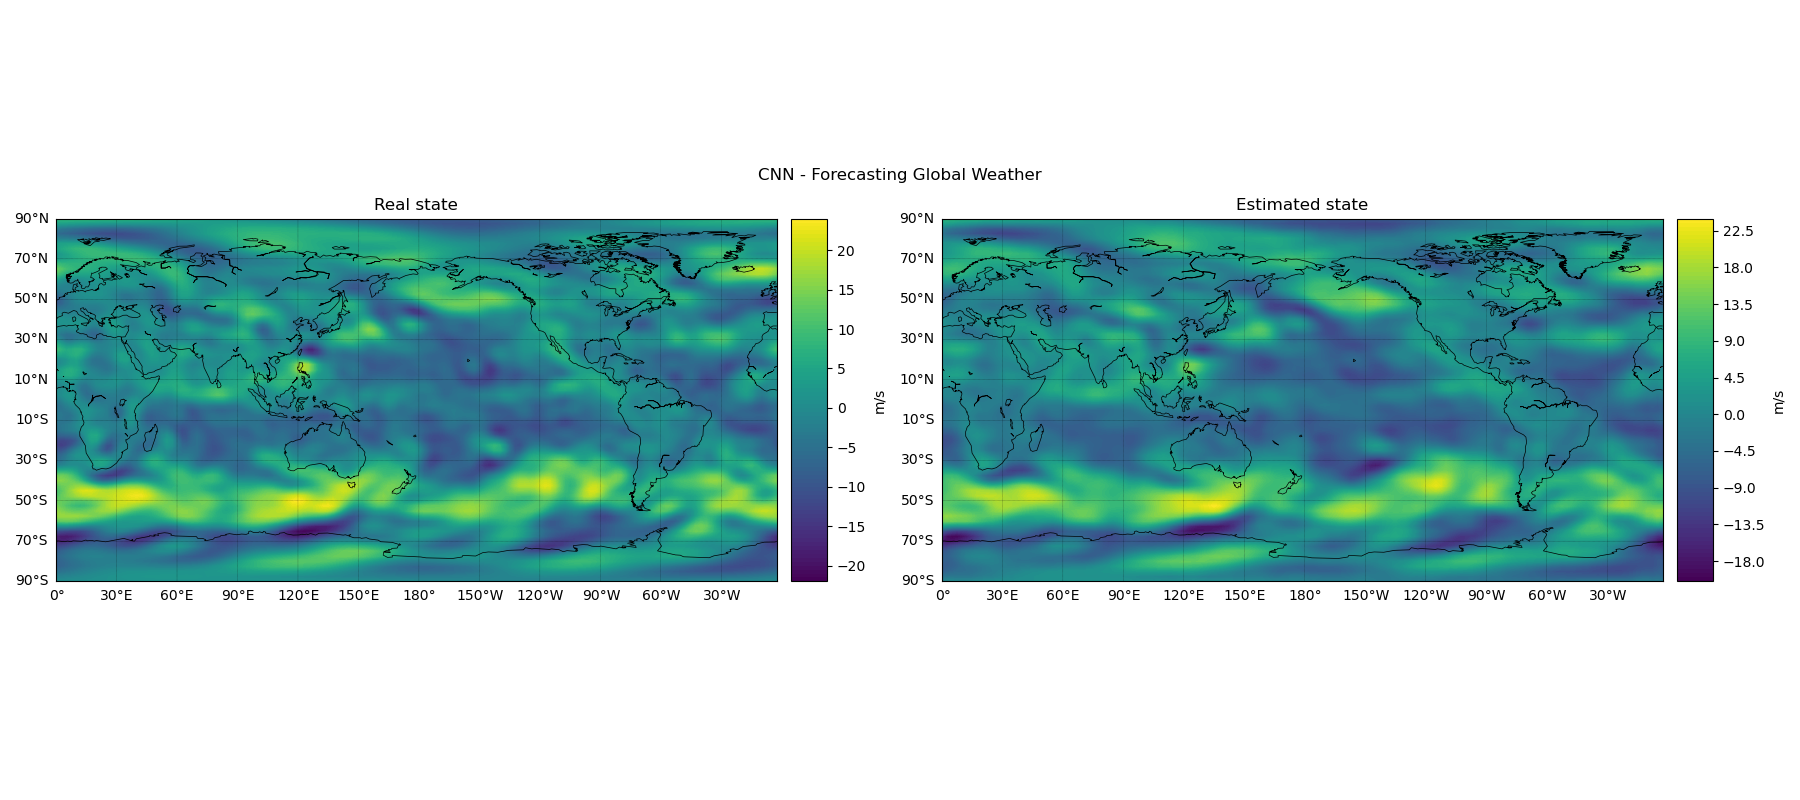 CNN - Forecasting Global Weather
Real state
90°N
70°N
50°N
30°N
10°N
10°S
30°S
50°S
70°S
90°S
0° 30°E 60°E 90°E 120°E 150°E 180° 150°W 120°W 90°W 60°W 30°W
20
15
10
5
0
−5
−10
−15
−20
m/s
Estimated state
90°N
70°N
50°N
30°N
10°N
10°S
30°S
50°S
70°S
90°S
0° 30°E 60°E 90°E 120°E 150°E 180° 150°W 120°W 90°W 60°W 30°W
22.5
18.0
13.5
9.0
4.5
0.0
−4.5
−9.0
−13.5
−18.0
m/s